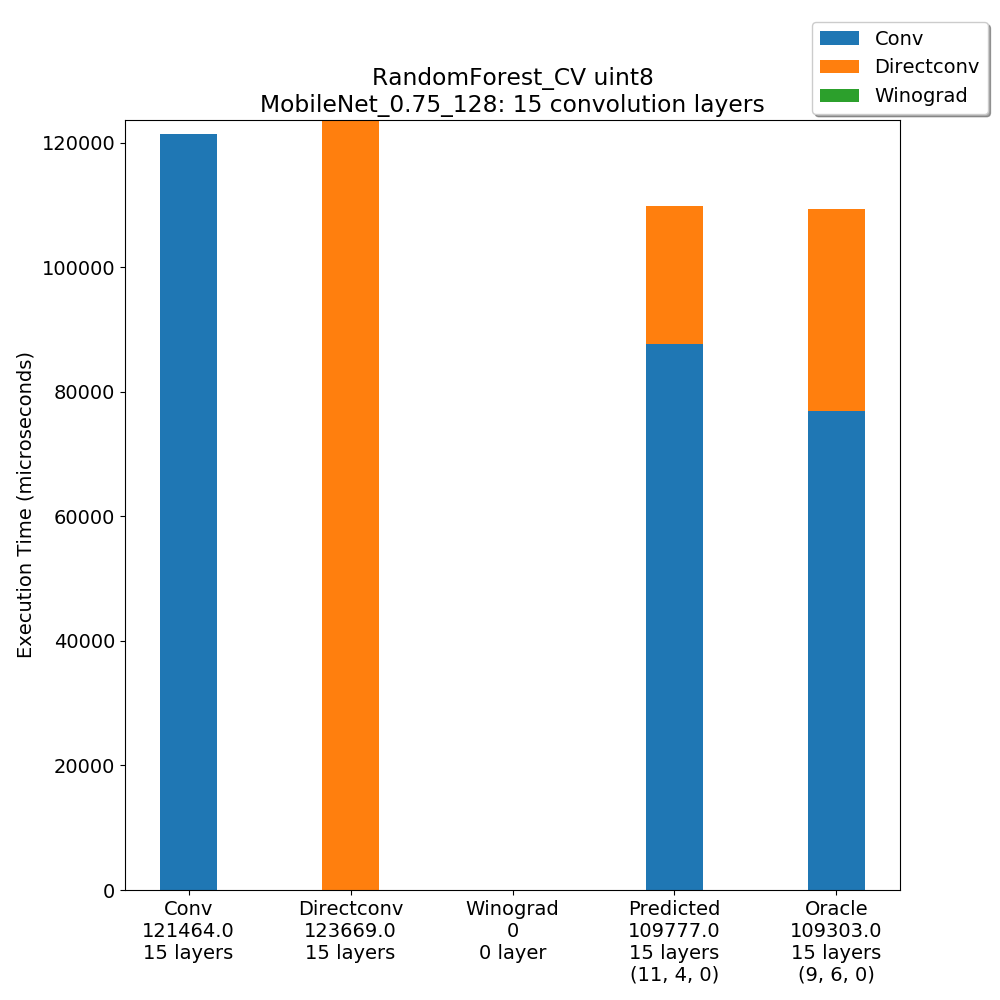 Conv
Directconv
Winograd
RandomForest_CV uint8
MobileNet_0.75_128: 15 convolution layers
Execution Time (microseconds)
120000
100000
80000
60000
40000
20000
0
Conv
121464.0
15 layers
Directconv
123669.0
15 layers
Winograd
0
0 layer
Predicted
109777.0
15 layers
(11, 4, 0)
Oracle
109303.0
15 layers
(9, 6, 0)